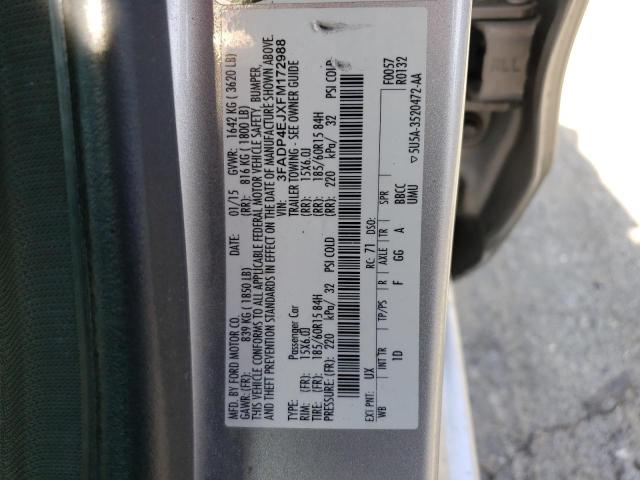 MFD. BY FORD MOTOR CO.
DATE: 01/15 GVWR: 1642 KG ( 3620 LB)
GAWR: (FR): 839 KG ( 1850 LB) (RR): 816 KG ( 1800 LB)
THIS VEHICLE CONFORMS TO ALL APPLICABLE FEDERAL MOTOR VEHICLE SAFETY, BUMPER,
AND THEFT PREVENTION STANDARDS IN EFFECT ON THE DATE OF MANUFACTURE SHOWN ABOVE.
VIN: 3FADP4EJXFM172988
TYPE: Passenger Car TRAILER TOWING - SEE OWNER GUIDE
RIM: (FR): 15X6.0J (RR): 15X6.0J
TIRE: (FR): 185/60R15 84H (RR): 185/60R15 84H
PRESSURE: (FR): 220 kPa/ 32 PSI COLD (RR): 220 kPa/ 32 PSI COLD
F0057
R0132
EXT PNT: UX RC: 71 DSO:
WB INT TR TP/PS R AXLE TR SPR
1D F GG A BBCC
UMU
▽5U5A-3520472-AA
ALL